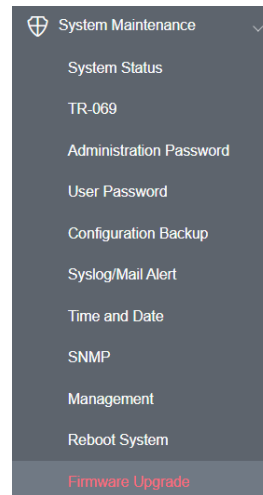 System Maintenance
System Status
TR-069
Administration Password
User Password
Configuration Backup
Syslog/Mail Alert
Time and Date
SNMP
Management
Reboot System
Firmware Upgrade